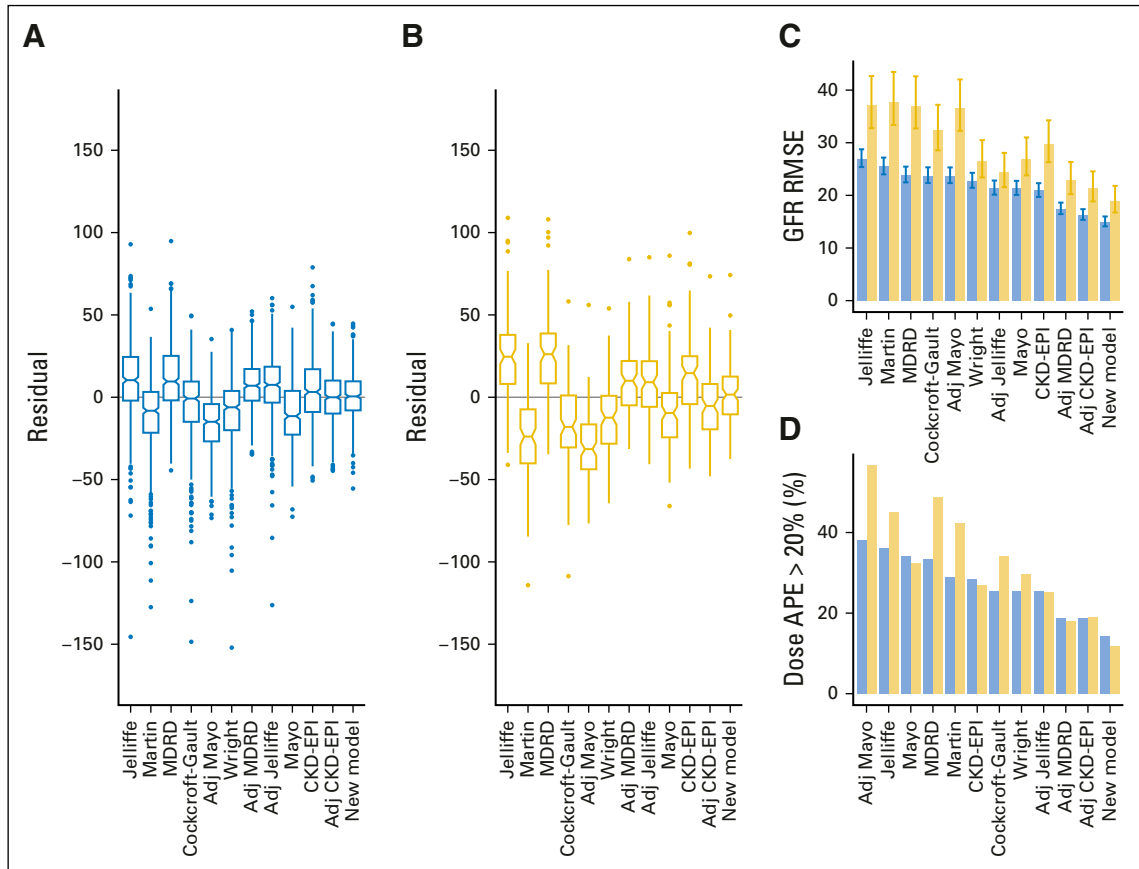 A
B
C
Residual
150
100
50
0
−50
−100
−150
Jelliffe
Martin
MDRD
Cockcroft-Gault
Adj Mayo
Wright
Adj MDRD
Adj Jelliffe
Mayo
CKD-EPI
Adj CKD-EPI
New model
Residual
150
100
50
0
−50
−100
−150
Jelliffe
Martin
MDRD
Cockcroft-Gault
Adj Mayo
Wright
Adj MDRD
Adj Jelliffe
Mayo
CKD-EPI
Adj CKD-EPI
New model
GFR RMSE
40
30
20
10
0
Jelliffe
Martin
MDRD
Cockcroft-Gault
Adj Mayo
Wright
Adj Jelliffe
Mayo
CKD-EPI
Adj MDRD
Adj CKD-EPI
New model
D
Dose APE > 20% (%)
40
20
0
Adj Mayo
Jelliffe
Mayo
MDRD
Martin
CKD-EPI
Cockcroft-Gault
Wright
Adj Jelliffe
Adj MDRD
Adj CKD-EPI
New model